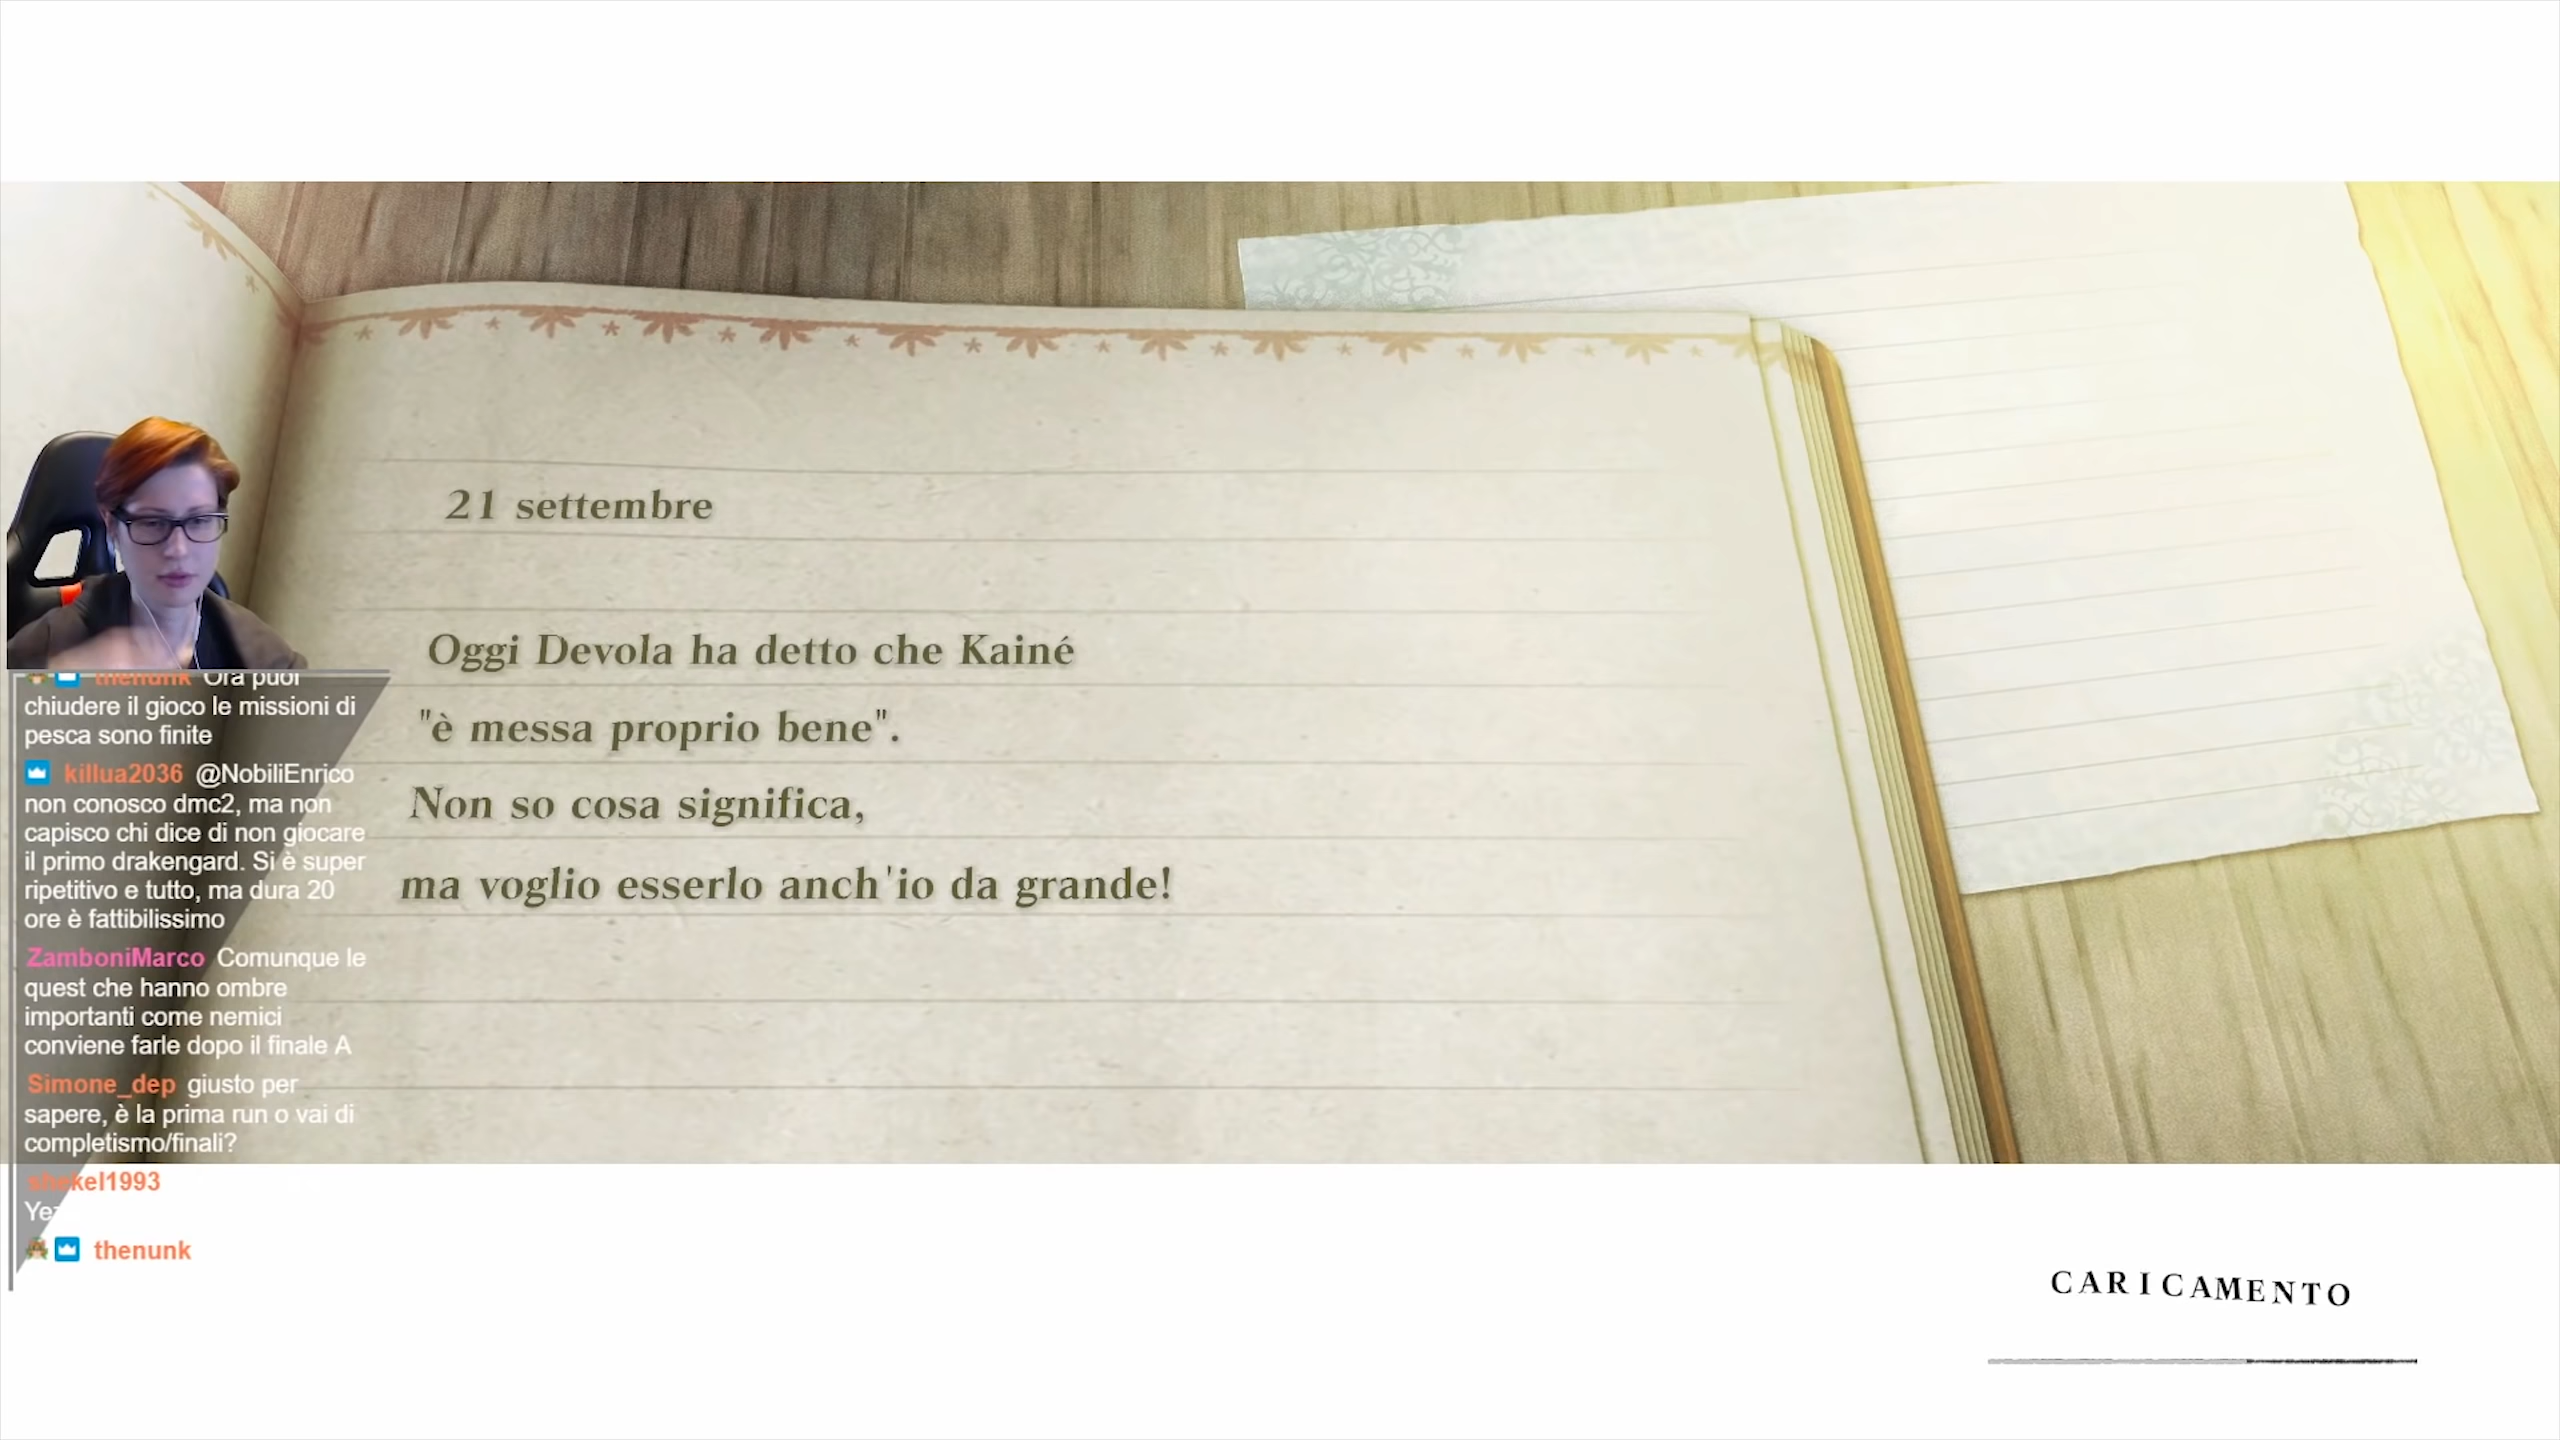 21 settembre
Oggi Devola ha detto che Kainé
"è messa proprio bene".
Non so cosa significa,
ma voglio esserlo anch'io da grande!
thenunk Ora puoi
chiudere il gioco le missioni di
pesca sono finite
killua2036 @NobiliEnrico
non conosco dmc2, ma non
capisco chi dice di non giocare
il primo drakengard. Si è super
ripetitivo e tutto, ma dura 20
ore è fattibilissimo
ZamboniMarco Comunque le
quest che hanno ombre
importanti come nemici
conviene farle dopo il finale A
Simone_dep giusto per
sapere, è la prima run o vai di
completismo/finali?
shekel1993
thenunk
CARICAMENTO